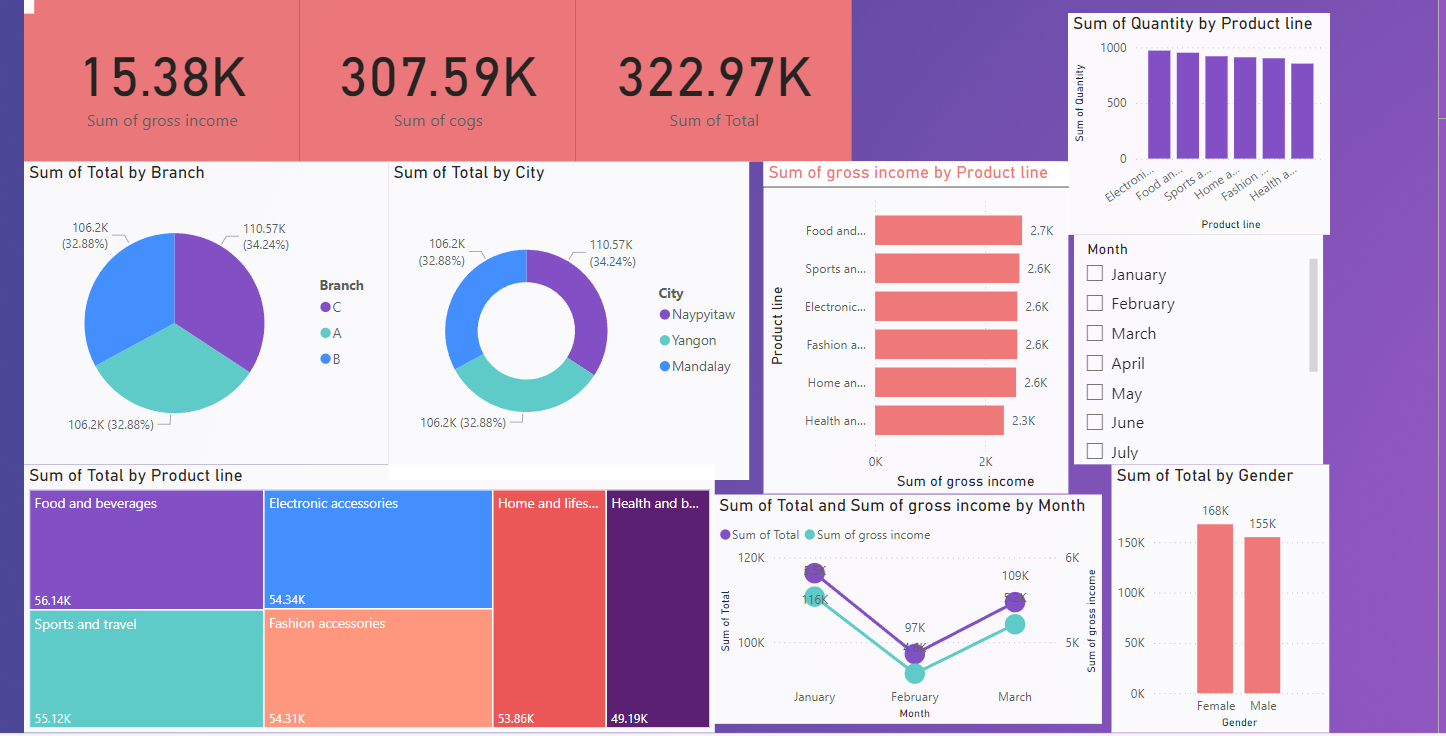 15.38K
Sum of gross income
307.59K
Sum of cogs
322.97K
Sum of Total
Sum of Quantity by Product line
Sum of Quantity
1000
500
0
Electroni...
Food an...
Sports a...
Home a...
Fashion ...
Health a...
Product line
Sum of Total by Branch
106.2K
(32.88%)
110.57K
(34.24%)
106.2K (32.88%)
Branch
C
A
B
Sum of Total by City
106.2K
(32.88%)
110.57K
(34.24%)
106.2K (32.88%)
City
Naypyitaw
Yangon
Mandalay
Sum of gross income by Product line
Product line
Food and...
2.7K
Sports an...
2.6K
Electronic...
2.6K
Fashion a...
2.6K
Home an...
2.6K
Health an...
2.3K
0K
2K
Sum of gross income
Month
January
February
March
April
May
June
July
Sum of Total by Product line
Food and beverages
56.14K
Electronic accessories
54.34K
Home and lifes...
53.86K
Health and b...
49.19K
Sports and travel
55.12K
Fashion accessories
54.31K
Sum of Total and Sum of gross income by Month
Sum of Total
Sum of gross income
Sum of Total
120K
100K
116K
97K
109K
6K
5K
Sum of gross income
January
February
March
Month
Sum of Total by Gender
168K
155K
150K
100K
50K
0K
Female
Male
Gender